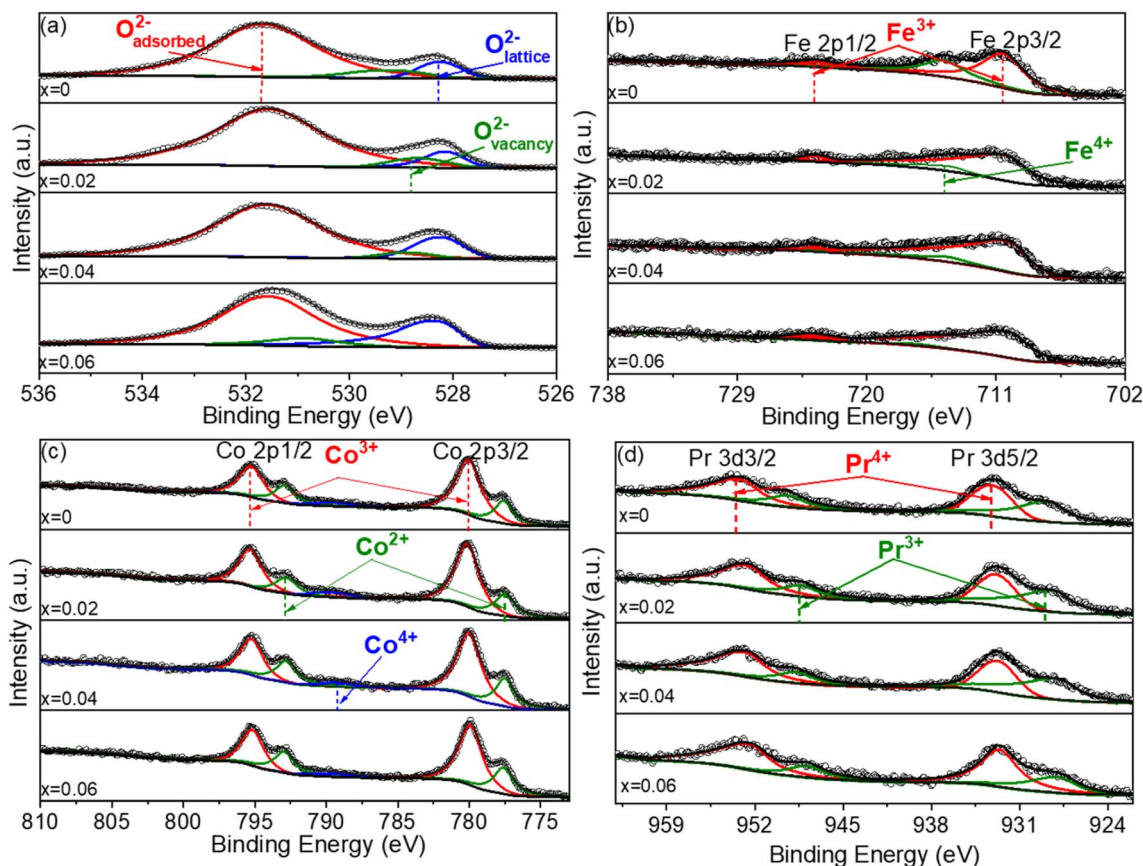 (a)
O2-
adsorbed
O2-
lattice
x=0
O2-
vacancy
x=0.02
x=0.04
x=0.06
536 534 532 530 528 526
Binding Energy (eV)
Intensity (a.u.)
(b)
Fe 2p1/2 Fe3+ Fe 2p3/2
x=0
Fe4+
x=0.02
x=0.04
x=0.06
738 729 720 711 702
Binding Energy (eV)
Intensity (a.u.)
(c)
Co 2p1/2 Co3+ Co 2p3/2
x=0
Co2+
x=0.02
Co4+
x=0.04
x=0.06
810 805 800 795 790 785 780 775
Binding Energy (eV)
Intensity (a.u.)
(d)
Pr 3d3/2 Pr4+ Pr 3d5/2
x=0
Pr3+
x=0.02
x=0.04
x=0.06
959 952 945 938 931 924
Binding Energy (eV)
Intensity (a.u.)